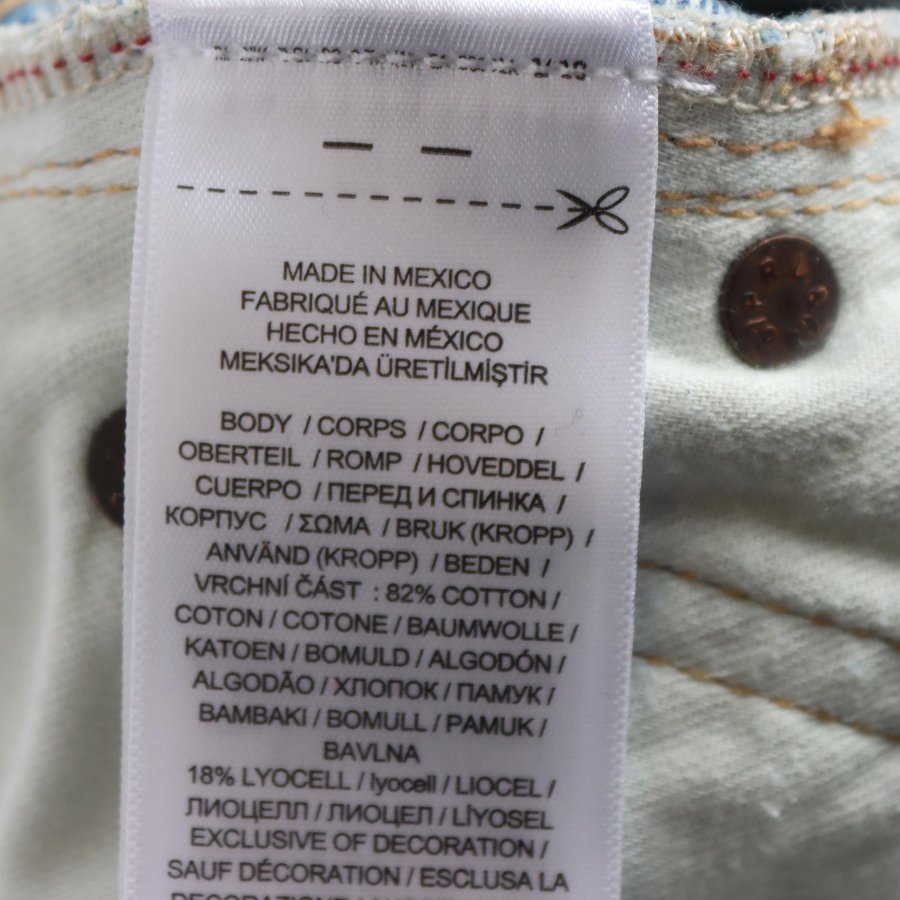 MADE IN MEXICO
FABRIQUÉ AU MEXIQUE
HECHO EN MÉXICO
MEKSIKA'DA ÜRETİLMİŞTİR
BODY / CORPS / CORPO /
OBERTEIL / ROMP / HOVEDDEL /
CUERPO / ПЕРЕД И СПИНКА /
КОРПУС / ΣΩΜΑ / BRUK (KROPP) /
ANVÄND (KROPP) / BEDEN /
VRCHNÍ ČÁST : 82% COTTON /
COTON / COTONE / BAUMWOLLE /
KATOEN / BOMULD / ALGODÓN /
ALGODÃO / ХЛОПОК / ПАМУК /
BAMBAKI / BOMULL / PAMUK /
BAVLNA
18% LYOCELL / lyocell / LIOCEL /
ЛИОЦЕЛЛ / ЛИОЦЕЛ / LİYOSEL
EXCLUSIVE OF DECORATION /
SAUF DÉCORATION / ESCLUSA LA